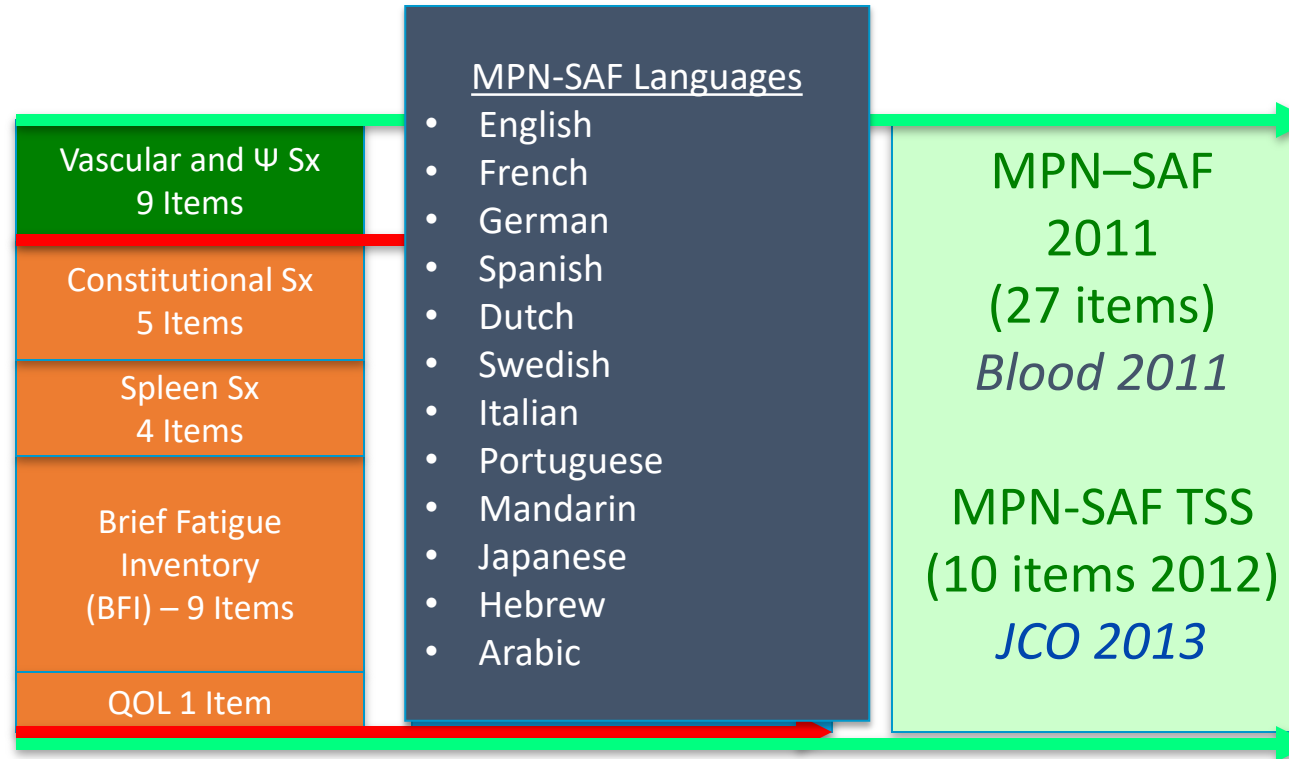 Vascular and Ψ Sx
9 Items
Constitutional Sx
5 Items
Spleen Sx
4 Items
Brief Fatigue
Inventory
(BFI) – 9 Items
QOL 1 Item
MPN-SAF Languages
• English
• French
• German
• Spanish
• Dutch
• Swedish
• Italian
• Portuguese
• Mandarin
• Japanese
• Hebrew
• Arabic
MPN–SAF
2011
(27 items)
Blood 2011
MPN-SAF TSS
(10 items 2012)
JCO 2013